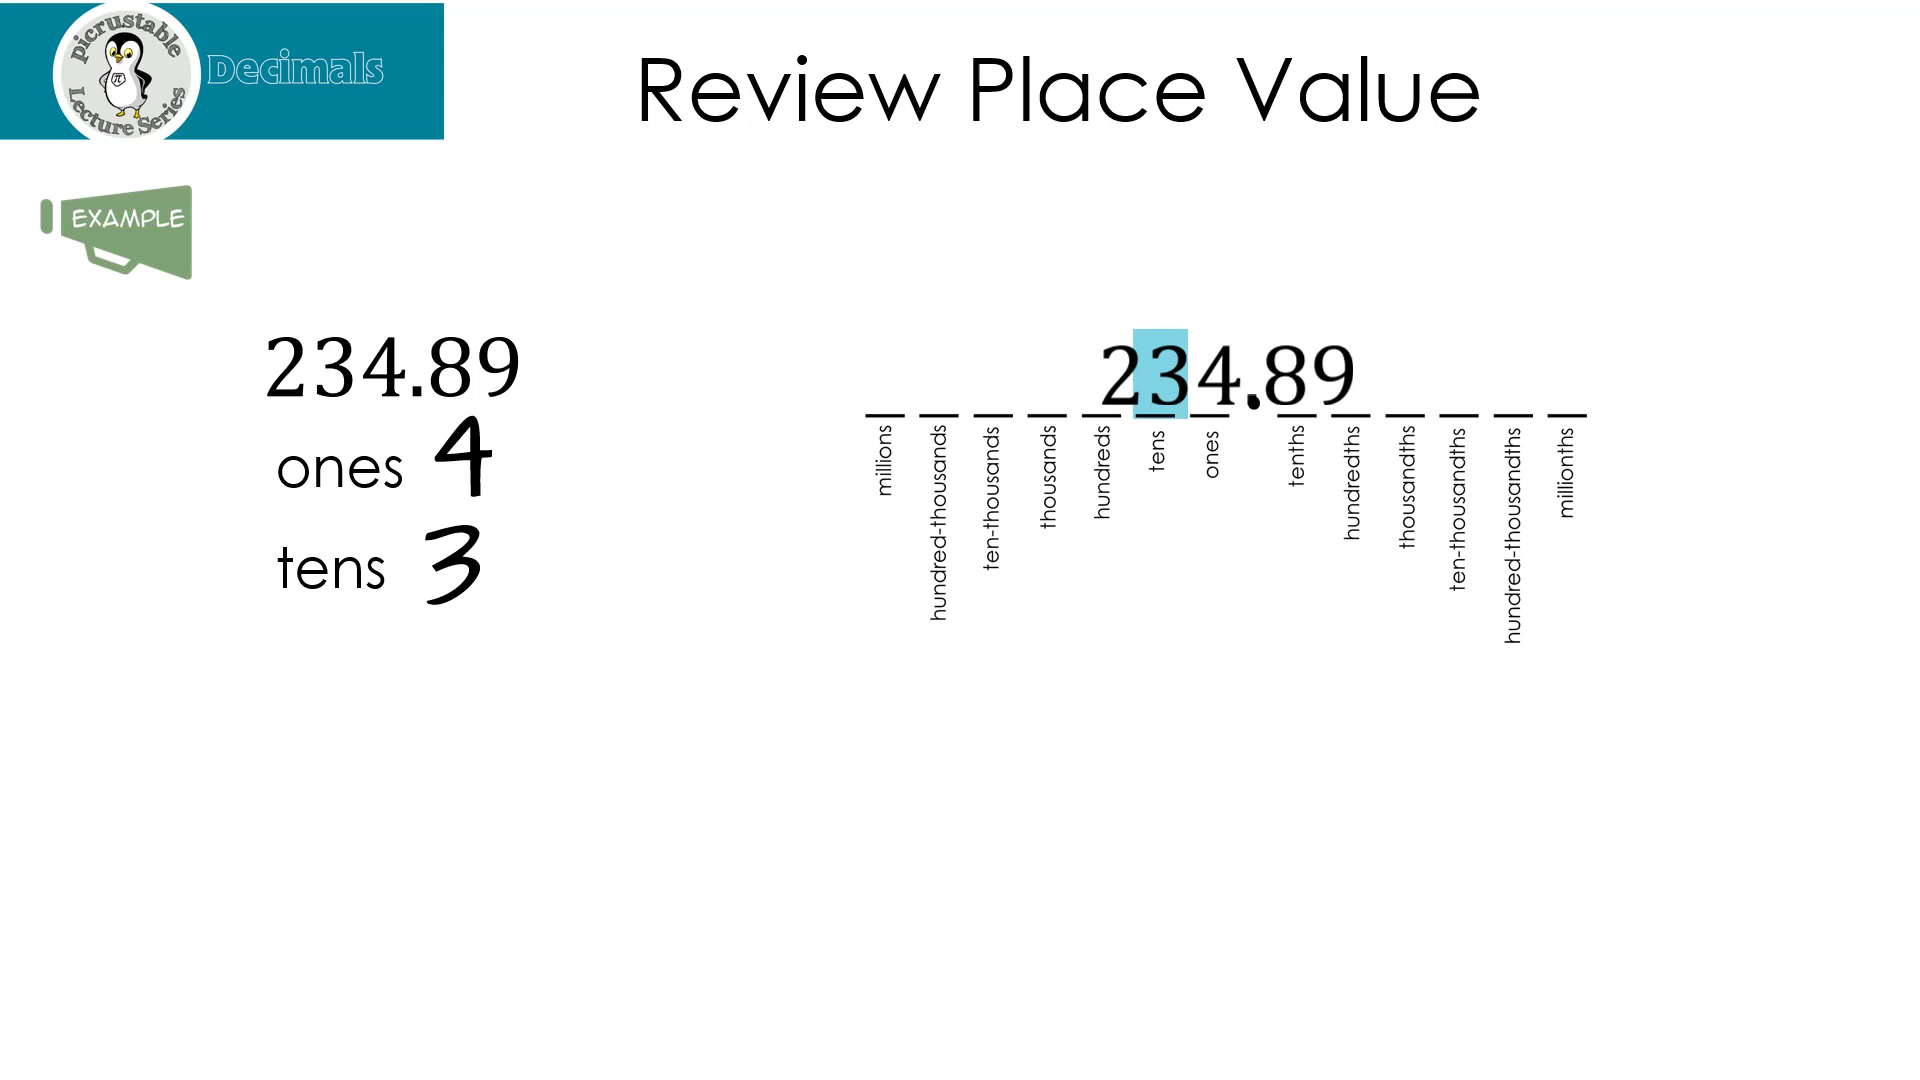 picrustable
Lecture Series
π
Decimals
Review Place Value
EXAMPLE
234.89
ones 4
tens 3
234.89
millions
hundred-thousands
ten-thousands
thousands
hundreds
tens
ones
tenths
hundredths
thousandths
ten-thousandths
hundred-thousandths
millionths